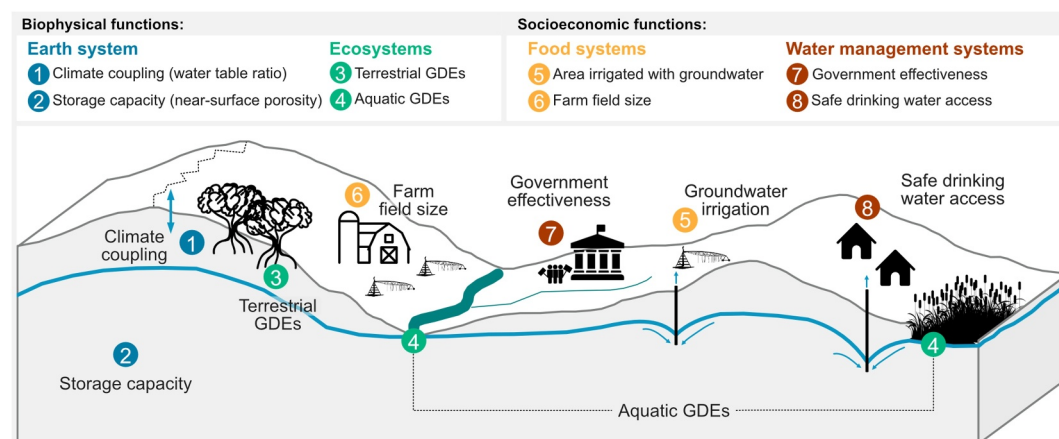 Biophysical functions:
Socioeconomic functions:
Earth system
Ecosystems
Food systems
Water management systems
1 Climate coupling (water table ratio)
3 Terrestrial GDEs
5 Area irrigated with groundwater
7 Government effectiveness
2 Storage capacity (near-surface porosity)
4 Aquatic GDEs
6 Farm field size
8 Safe drinking water access
Climate
coupling
1
3
Terrestrial
GDEs
6
Farm
field size
Government
effectiveness
7
Groundwater
irrigation
5
Safe drinking
water access
8
2
Storage capacity
4
4
Aquatic GDEs